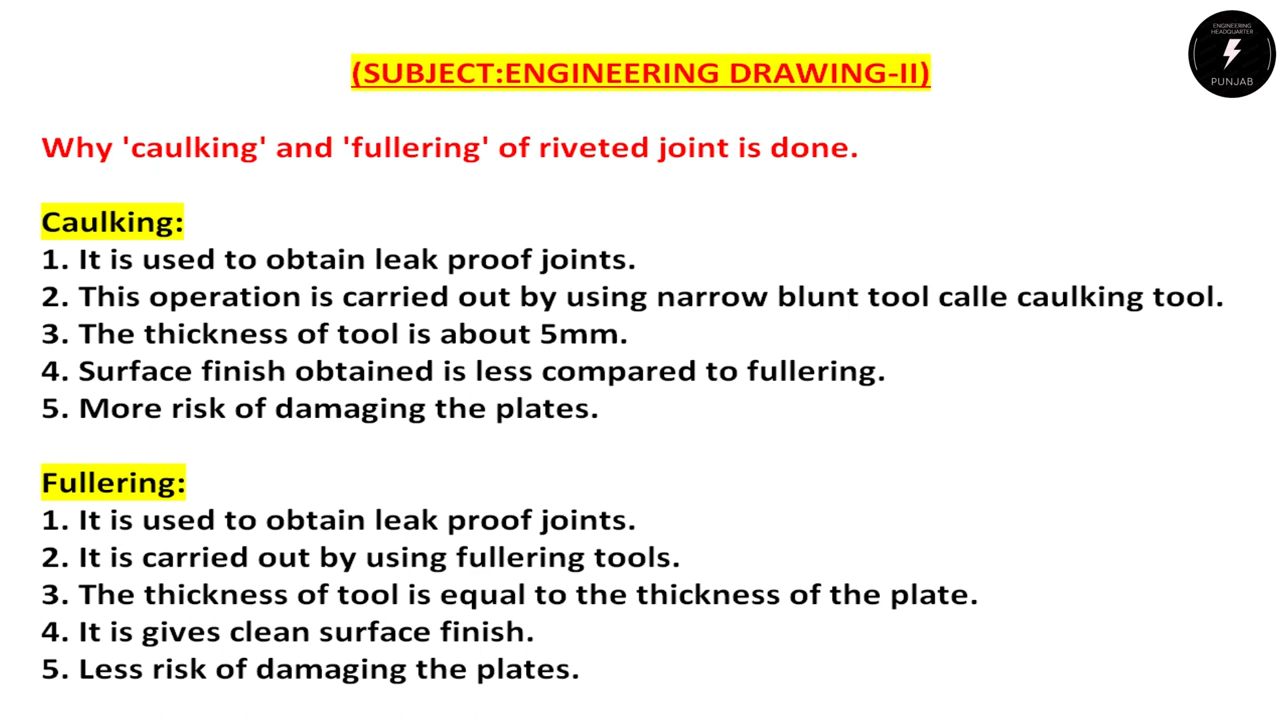 ENGINEERING
HEADQUARTER
PUNJAB
(SUBJECT:ENGINEERING DRAWING-II)
Why 'caulking' and 'fullering' of riveted joint is done.
Caulking:
1. It is used to obtain leak proof joints.
2. This operation is carried out by using narrow blunt tool calle caulking tool.
3. The thickness of tool is about 5mm.
4. Surface finish obtained is less compared to fullering.
5. More risk of damaging the plates.
Fullering:
1. It is used to obtain leak proof joints.
2. It is carried out by using fullering tools.
3. The thickness of tool is equal to the thickness of the plate.
4. It is gives clean surface finish.
5. Less risk of damaging the plates.